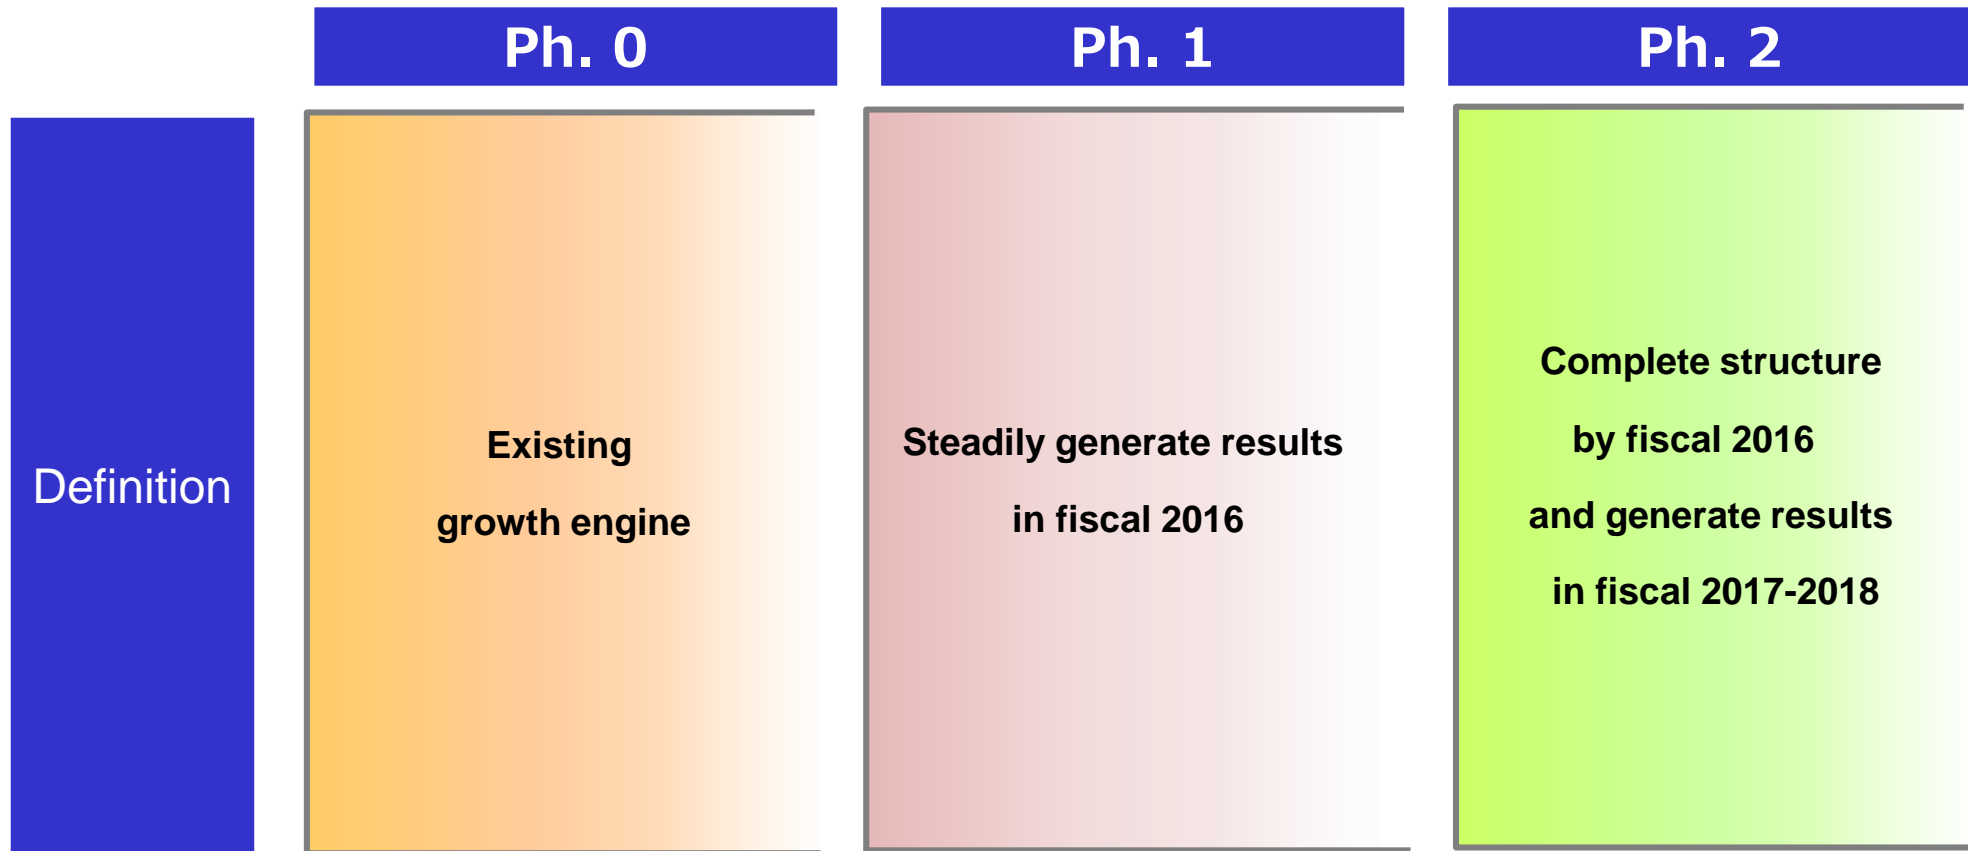 Ph. 0
Ph. 1
Ph. 2
Definition
Existing
growth engine
Steadily generate results
in fiscal 2016
Complete structure
by fiscal 2016
and generate results
in fiscal 2017-2018